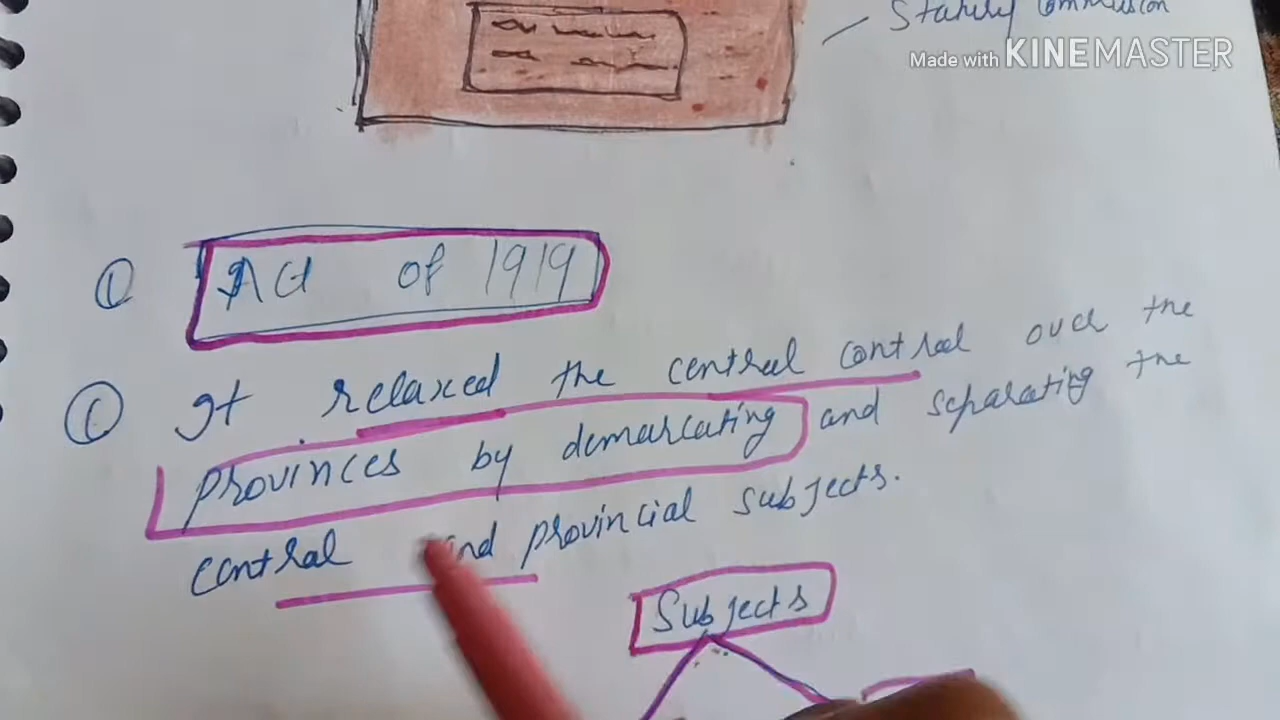 Commission
Made with KINEMASTER
① Act of 1919
① It relaxed the central control over the
provinces by demarcating and separating the
central and provincial subjects.
Subjects